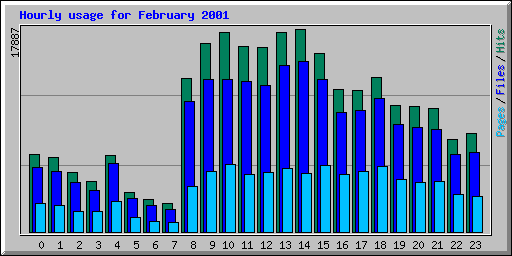 Hourly usage for February 2001
17887
Pages / Files / Hits
0 1 2 3 4 5 6 7 8 9 10 11 12 13 14 15 16 17 18 19 20 21 22 23